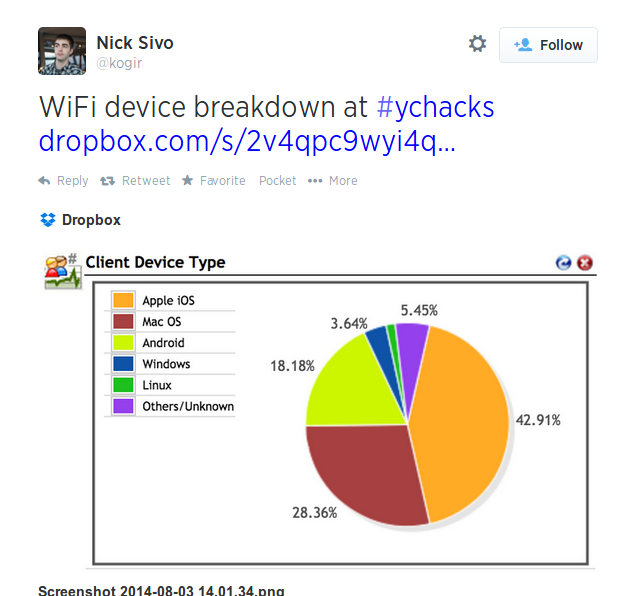 Nick Sivo
@kogir
Follow
WiFi device breakdown at #ychacks
dropbox.com/s/2v4qpc9wyi4q...
Reply Retweet Favorite Pocket More
Dropbox
# Client Device Type
Apple iOS
Mac OS
Android
Windows
Linux
Others/Unknown
5.45%
3.64%
18.18%
42.91%
28.36%
Screenshot 2014-08-03 14.01.34.png